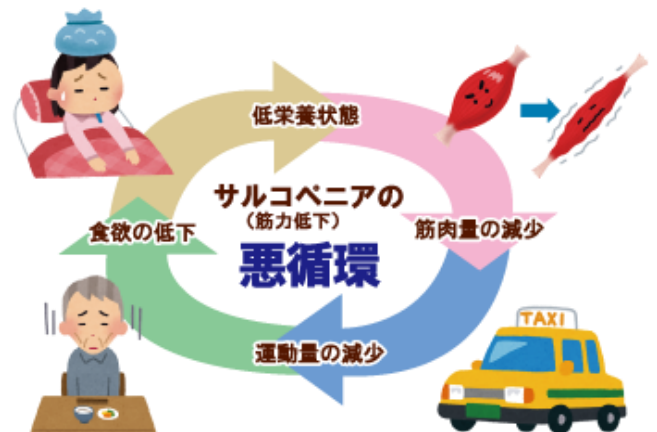 低栄養状態
サルコペニアの
（筋力低下）
悪循環
筋肉量の減少
運動量の減少
食欲の低下
TAXI